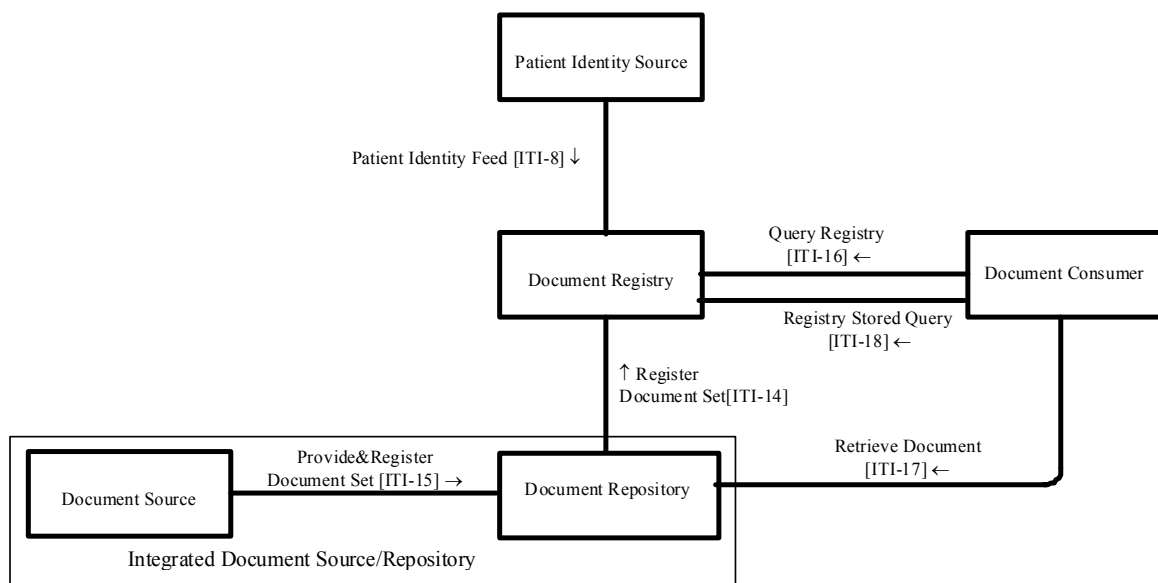 Patient Identity Source
Patient Identity Feed [ITI-8] ↓
Query Registry
[ITI-16] ←
Document Registry
Document Consumer
Registry Stored Query
[ITI-18] ←
↑ Register
Document Set[ITI-14]
Provide&Register
Document Set [ITI-15] →
Retrieve Document
[ITI-17] ←
Document Source
Document Repository
Integrated Document Source/Repository